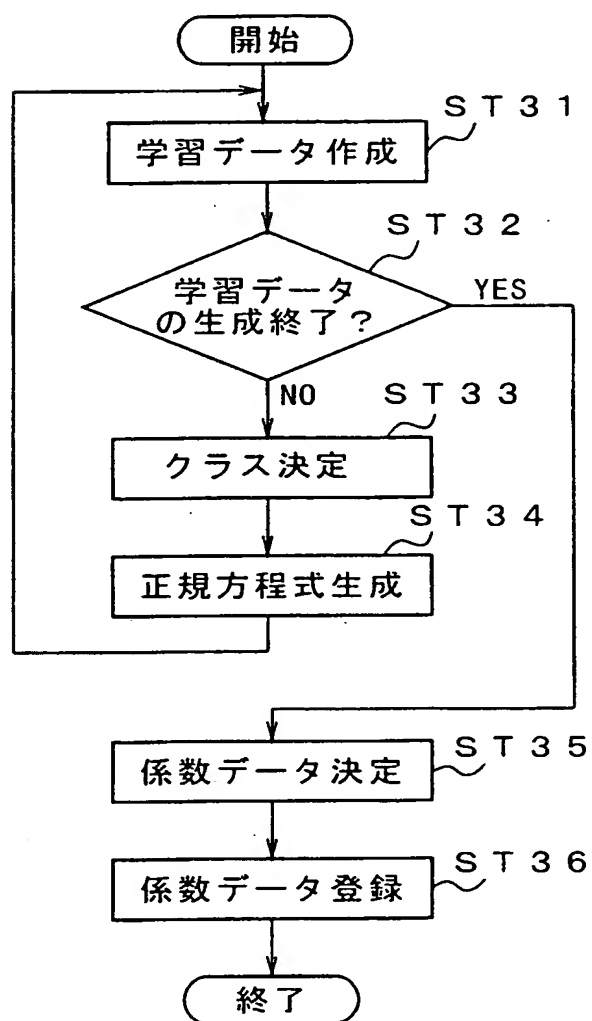 開始
ST31
学習データ作成
ST32
学習データ
の生成終了?
YES
NO
ST33
クラス決定
ST34
正規方程式生成
ST35
係数データ決定
ST36
係数データ登録
終了